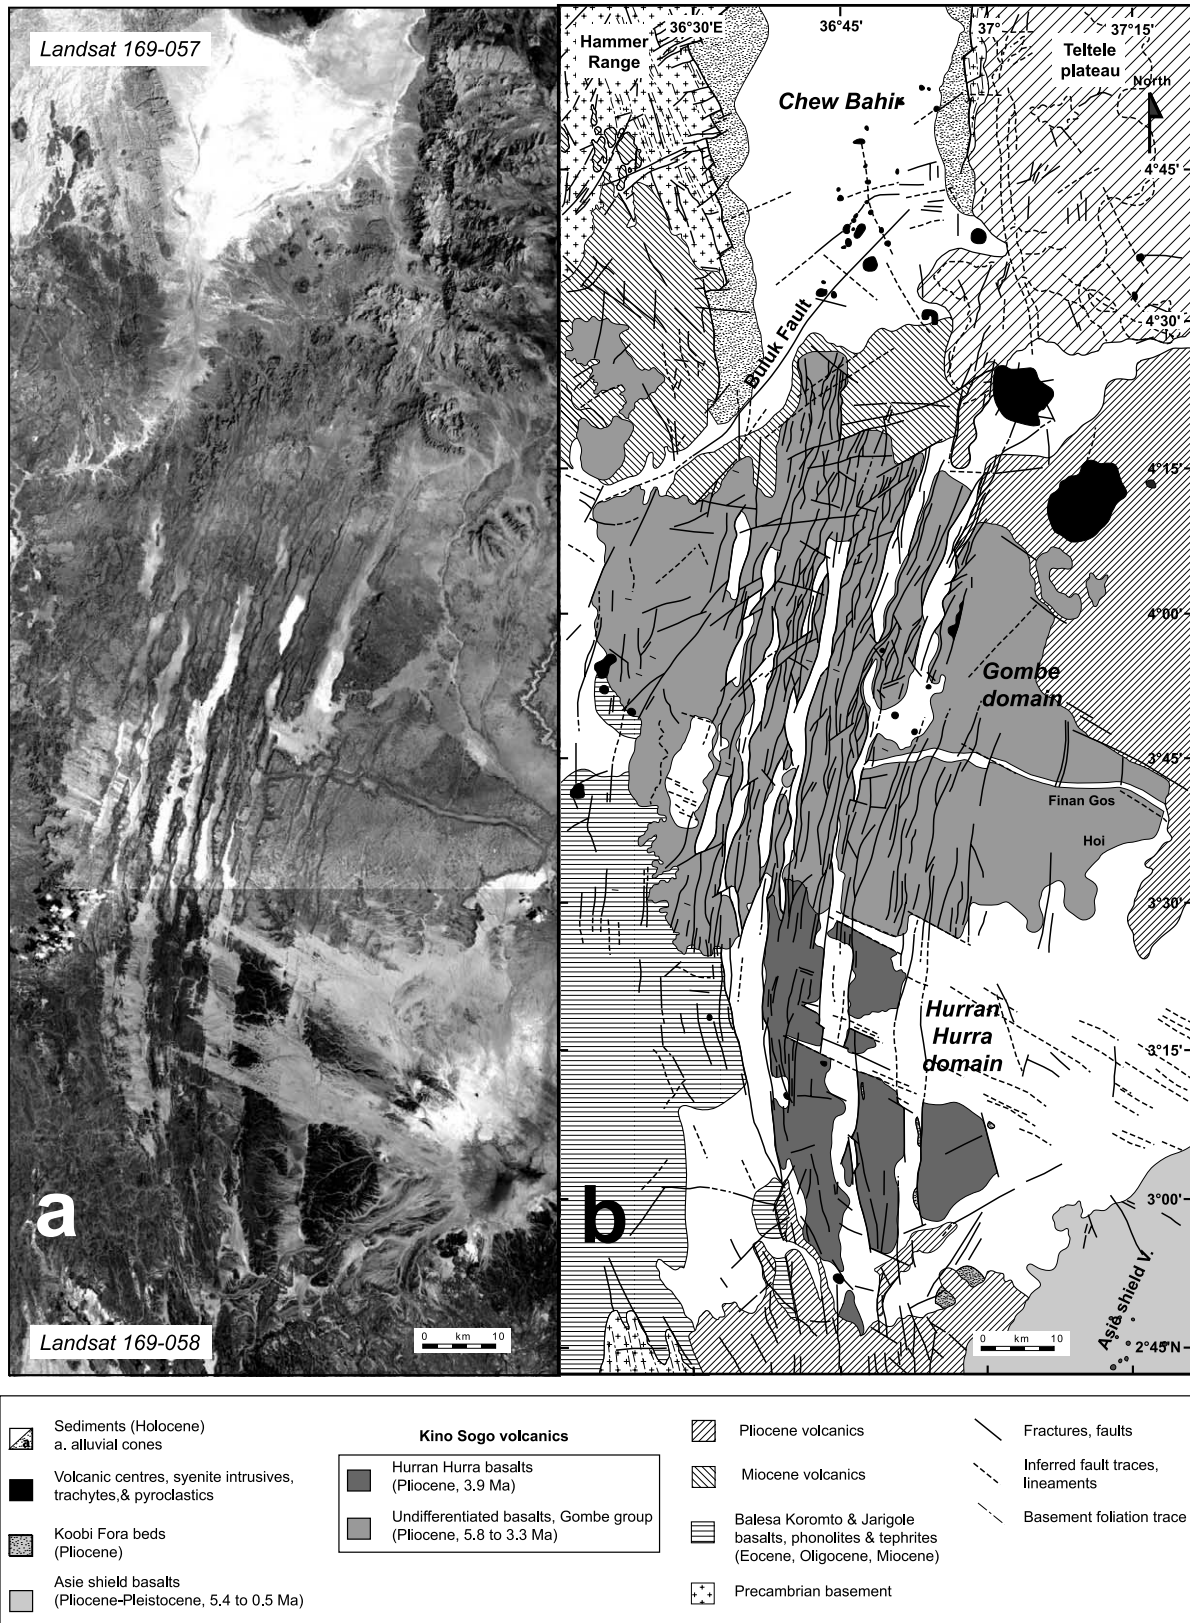 Landsat 169-057
a
Landsat 169-058
0 km 10
36°30'E
36°45'
37°
37°15'
Hammer
Range
Teltele
plateau
North
Chew Bahir
4°45'
4°30'
Buluk Fault
4°15'
4°00'
Gombe
domain
3°45'
Finan Gos
Hoi
3°30'
Hurran
Hurra
domain
3°15'
3°00'
b
Asie shield V.
0 km 10
2°45'N
Sediments (Holocene)
a. alluvial cones
a
Volcanic centres, syenite intrusives,
trachytes,& pyroclastics
Koobi Fora beds
(Pliocene)
Asie shield basalts
(Pliocene-Pleistocene, 5.4 to 0.5 Ma)
Kino Sogo volcanics
Hurran Hurra basalts
(Pliocene, 3.9 Ma)
Undifferentiated basalts, Gombe group
(Pliocene, 5.8 to 3.3 Ma)
Pliocene volcanics
Miocene volcanics
Balesa Koromto & Jarigole
basalts, phonolites & tephrites
(Eocene, Oligocene, Miocene)
Precambrian basement
Fractures, faults
Inferred fault traces,
lineaments
Basement foliation trace